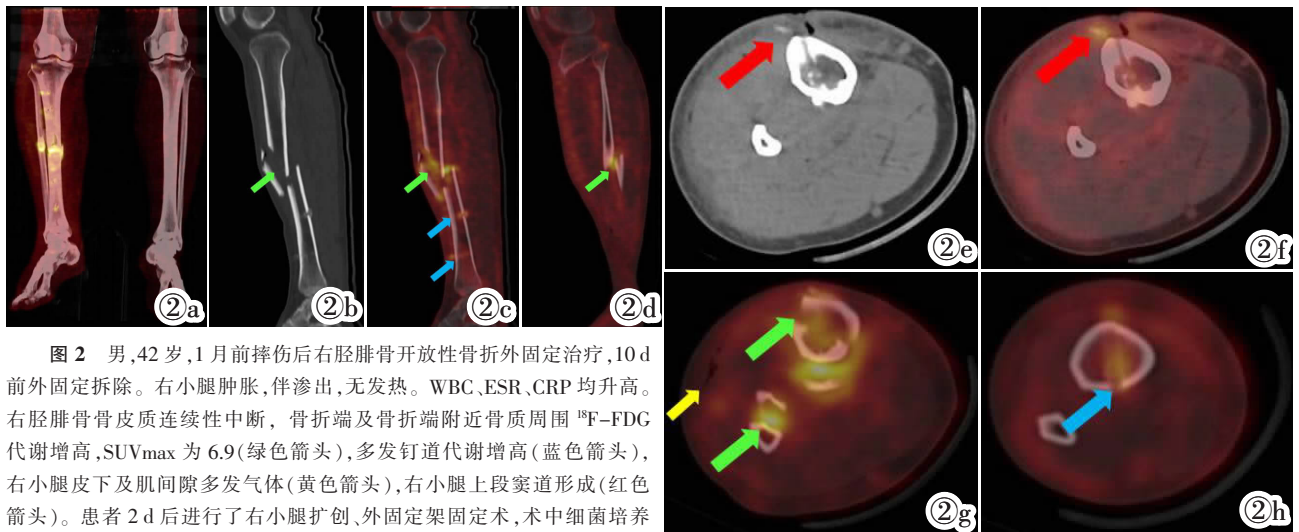 ②a
②b
②c
②d
②e
②f
②g
②h
图 2 男,42 岁,1 月前摔伤后右胫腓骨开放性骨折外固定治疗,10 d
前外固定拆除。右小腿肿胀,伴渗出,无发热。WBC、ESR、CRP 均升高。
右胫腓骨骨皮质连续性中断，骨折端及骨折端附近骨质周围 ¹⁸F-FDG
代谢增高,SUVmax 为 6.9(绿色箭头),多发钉道代谢增高(蓝色箭头),
右小腿皮下及肌间隙多发气体(黄色箭头),右小腿上段窦道形成(红色
箭头)。患者 2 d 后进行了右小腿扩创、外固定架固定术,术中细菌培养